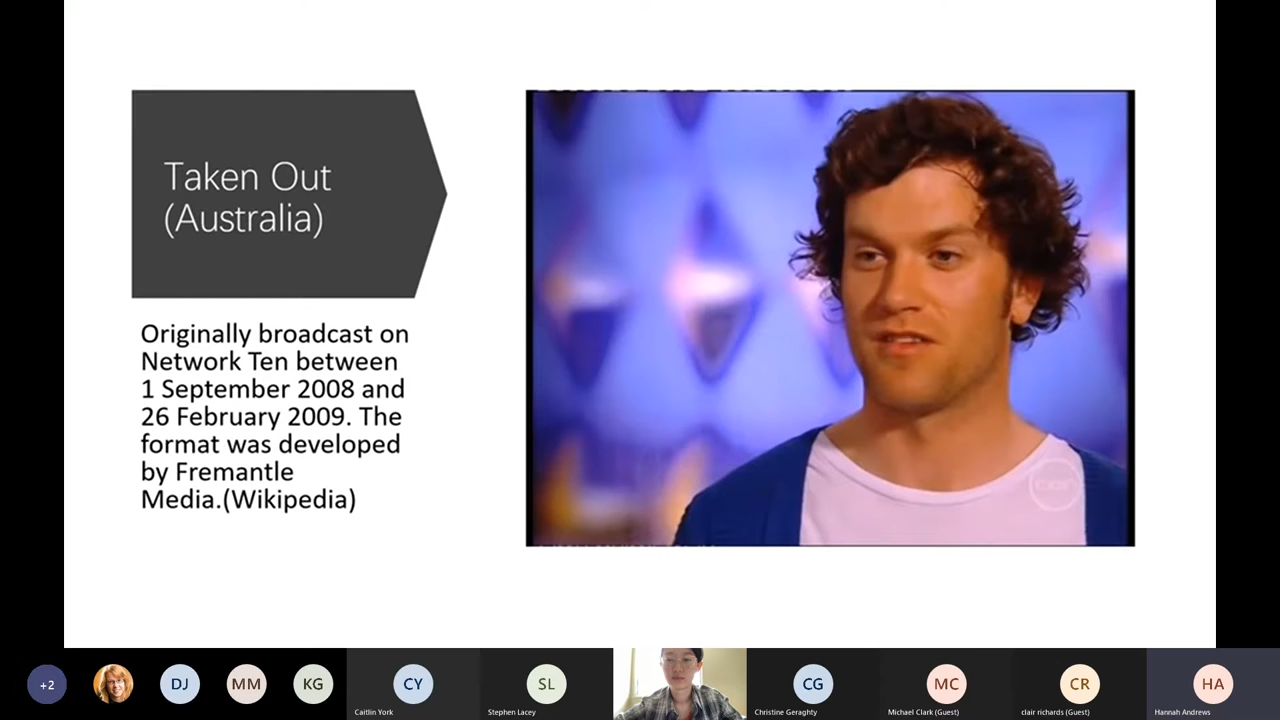 Taken Out
(Australia)
Originally broadcast on
Network Ten between
1 September 2008 and
26 February 2009. The
format was developed
by Fremantle
Media.(Wikipedia)
+2
DJ
MM
KG
CY
Caitlin York
SL
Stephen Lacey
CG
Christine Geraghty
MC
Michael Clark (Guest)
CR
clair richards (Guest)
HA
Hannah Andrews